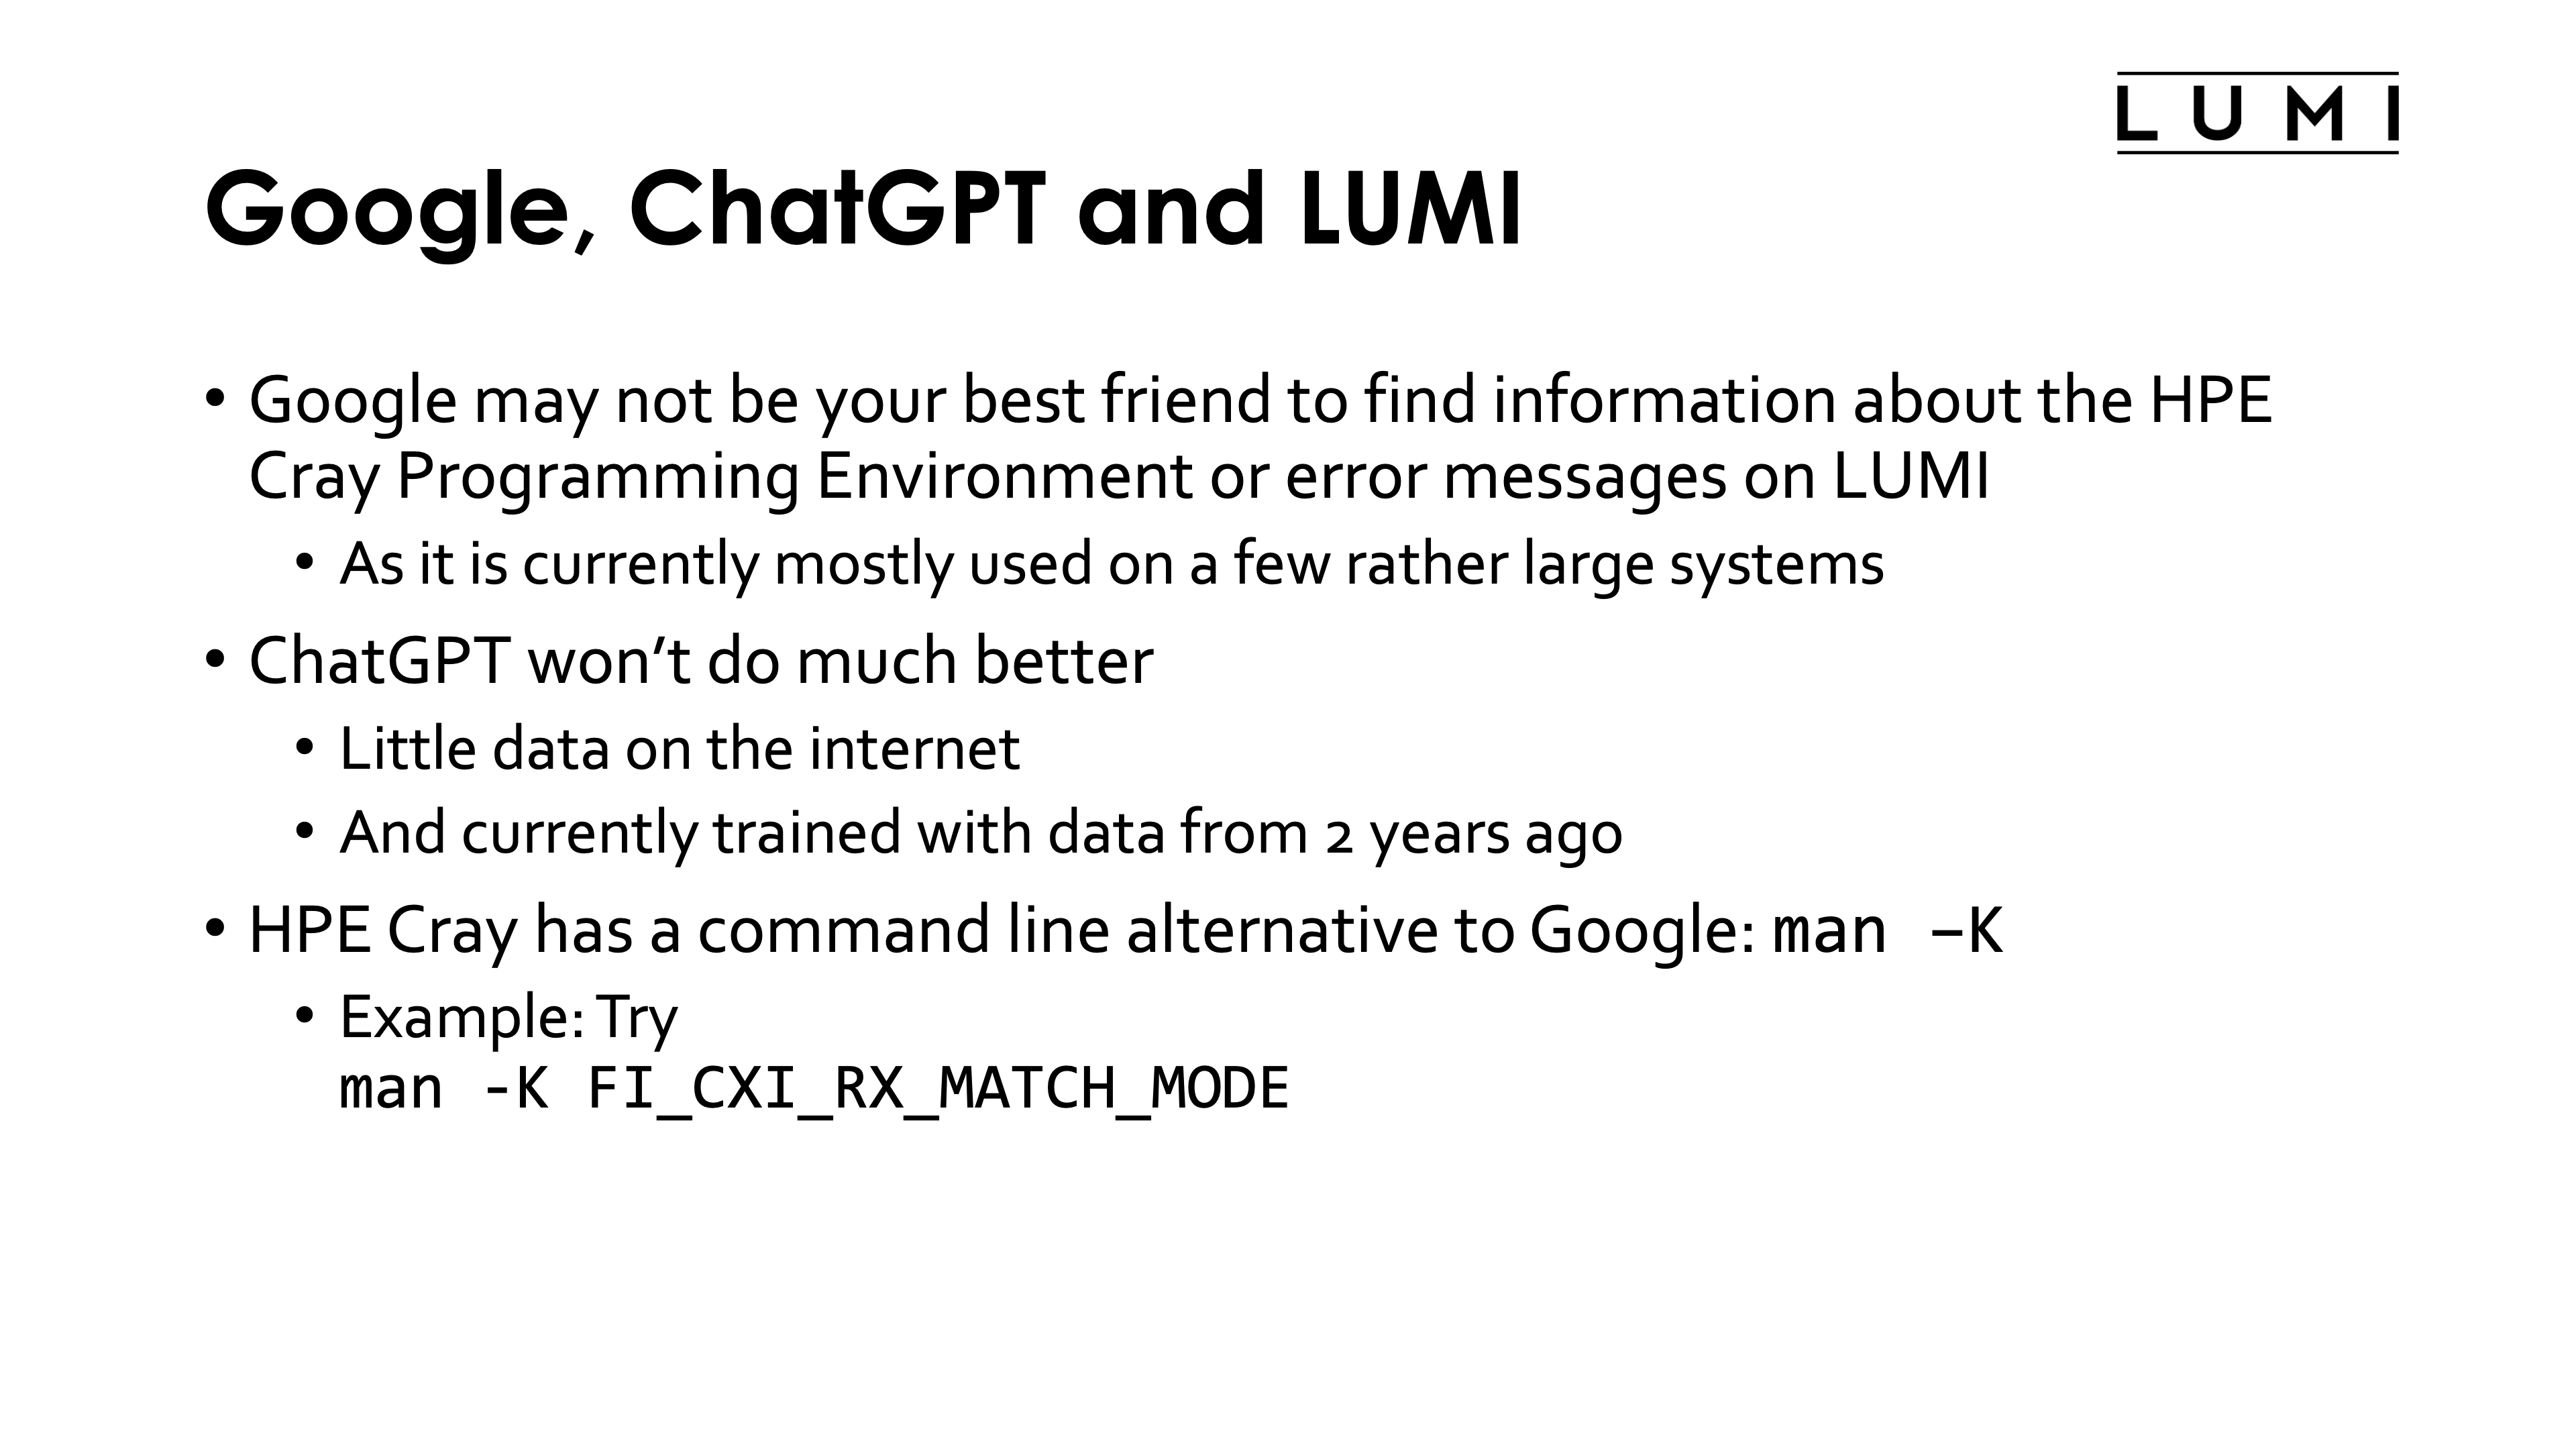 LUMI
Google, ChatGPT and LUMI
• Google may not be your best friend to find information about the HPE
Cray Programming Environment or error messages on LUMI
• As it is currently mostly used on a few rather large systems
• ChatGPT won’t do much better
• Little data on the internet
• And currently trained with data from 2 years ago
• HPE Cray has a command line alternative to Google: man –K
• Example: Try
man -K FI_CXI_RX_MATCH_MODE